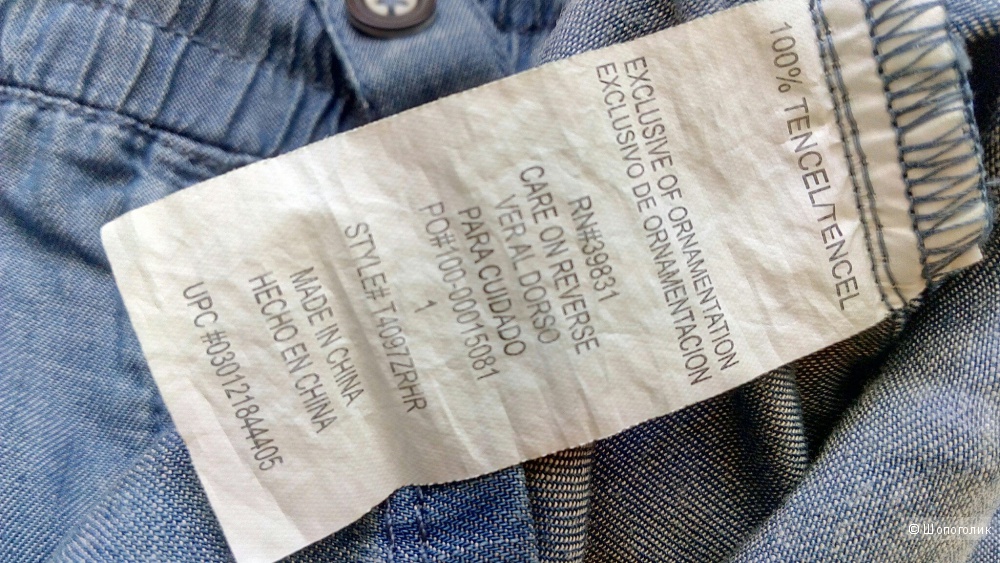 100% TENCEL/TENCEL
EXCLUSIVE OF ORNAMENTATION
EXCLUSIVO DE ORNAMENTACION
RN#39831
CARE ON REVERSE
VER AL DORSO
PARA CUIDADO
PO#100-00015081
1
STYLE# T4097ZRHR
MADE IN CHINA
HECHO EN CHINA
UPC #030121844405
© Шопоголик